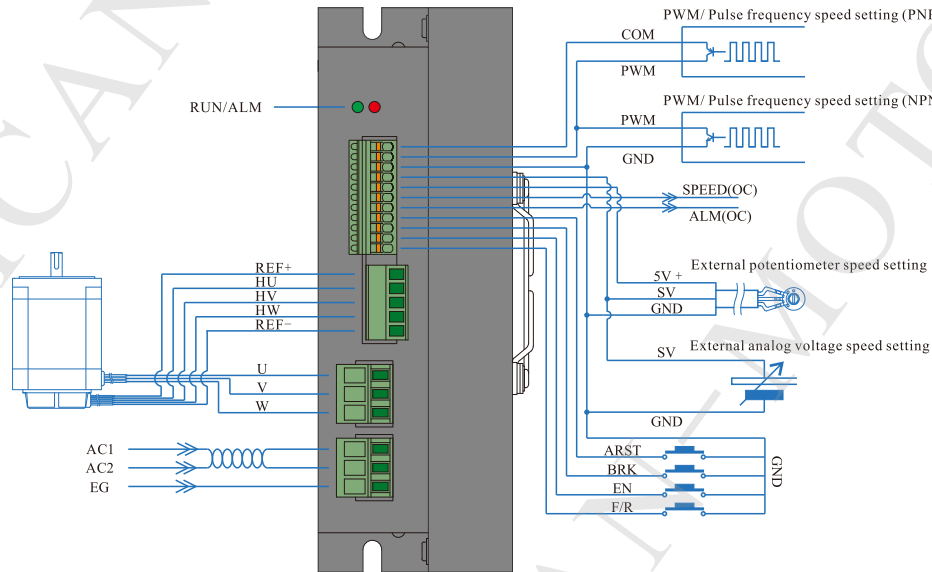 PWM/ Pulse frequency speed setting (PNP
COM
PWM
RUN/ALM
PWM/ Pulse frequency speed setting (NPN
PWM
GND
SPEED(OC)
ALM(OC)
REF+
HU
HV
HW
REF−
External potentiometer speed setting
5V +
SV
GND
External analog voltage speed setting
SV
GND
U
V
W
AC1
AC2
EG
ARST
BRK
EN
F/R
GND